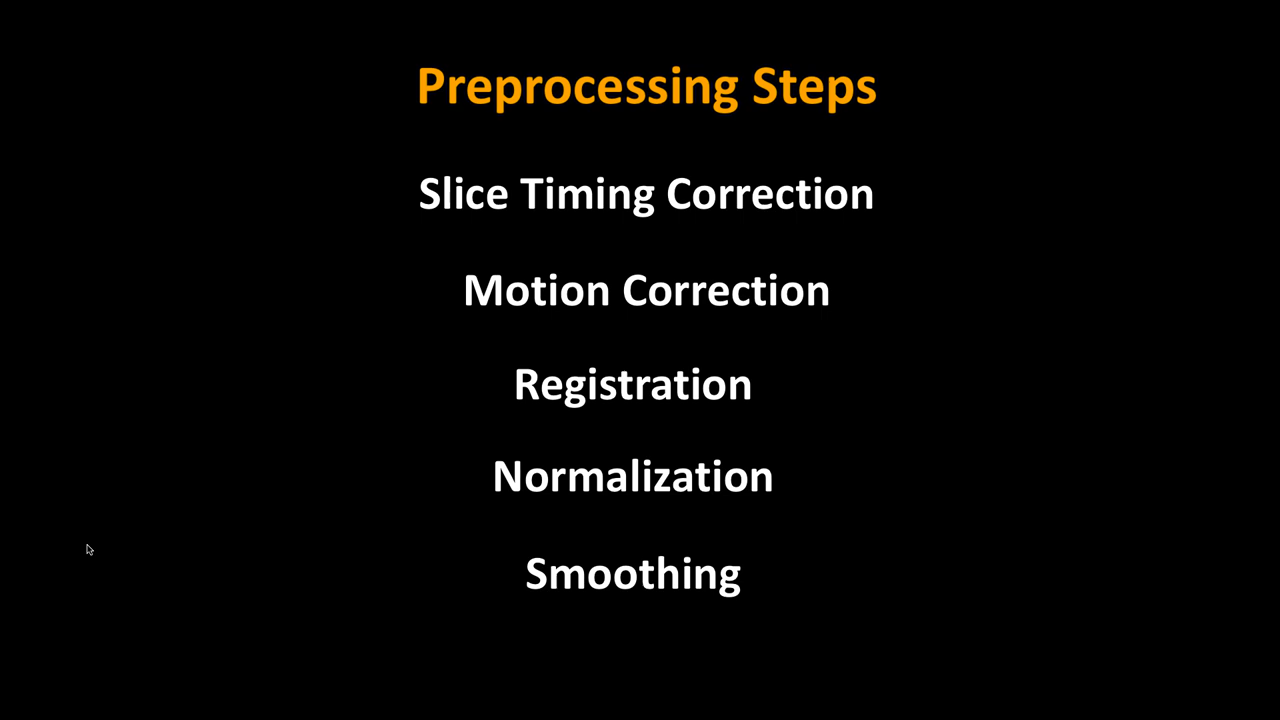 Preprocessing Steps
Slice Timing Correction
Motion Correction
Registration
Normalization
Smoothing